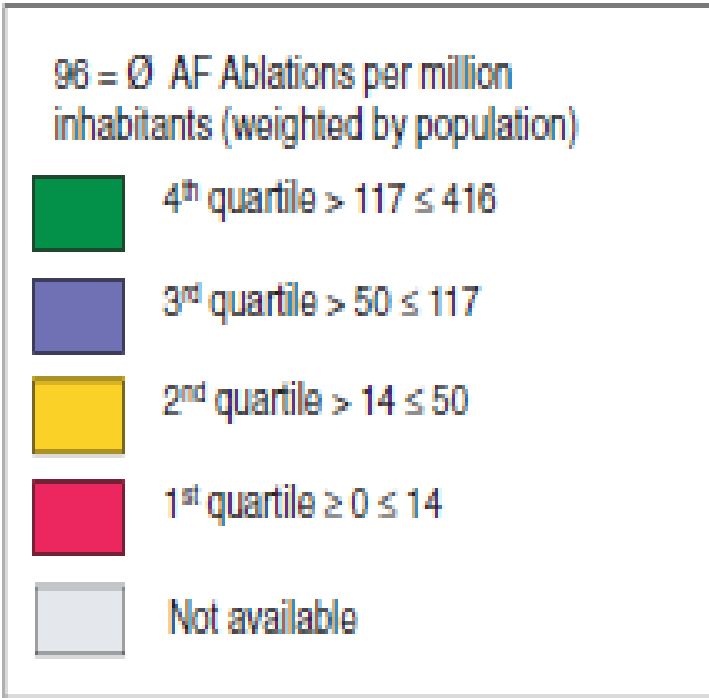 96 = Ø AF Ablations per million
inhabitants (weighted by population)
4th quartile > 117 ≤ 416
3rd quartile > 50 ≤ 117
2nd quartile > 14 ≤ 50
1st quartile ≥ 0 ≤ 14
Not available